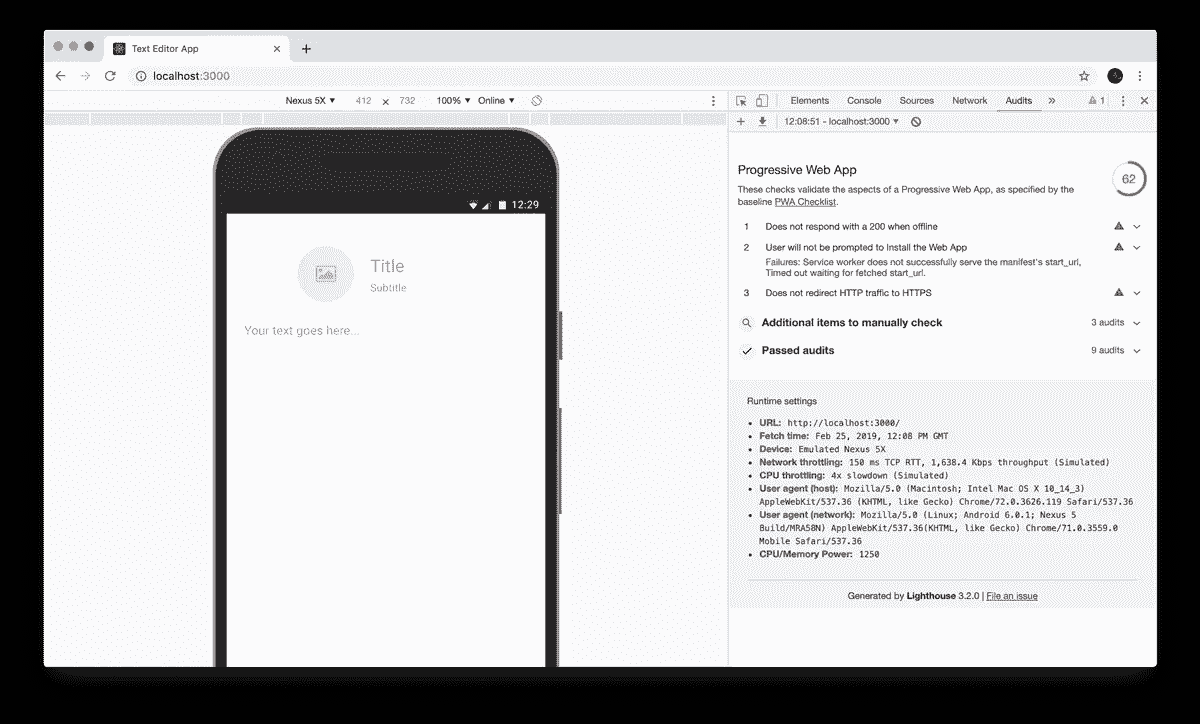 Text Editor App
localhost:3000
Nexus 5X 412 x 732 100% Online
Elements Console Sources Network Audits » 1
12:08:51 - localhost:3000
12:29
Title
Subtitle
Your text goes here...
Progressive Web App
62
These checks validate the aspects of a Progressive Web App, as specified by the
baseline PWA Checklist.
1 Does not respond with a 200 when offline
2 User will not be prompted to Install the Web App
Failures: Service worker does not successfully serve the manifest's start_url,
Timed out waiting for fetched start_url.
3 Does not redirect HTTP traffic to HTTPS
Additional items to manually check 3 audits
Passed audits 9 audits
Runtime settings
• URL: http://localhost:3000/
• Fetch time: Feb 25, 2019, 12:08 PM GMT
• Device: Emulated Nexus 5X
• Network throttling: 150 ms TCP RTT, 1,638.4 Kbps throughput (Simulated)
• CPU throttling: 4x slowdown (Simulated)
• User agent (host): Mozilla/5.0 (Macintosh; Intel Mac OS X 10_14_3)
AppleWebKit/537.36 (KHTML, like Gecko) Chrome/72.0.3626.119 Safari/537.36
• User agent (network): Mozilla/5.0 (Linux; Android 6.0.1; Nexus 5
Build/MRA58N) AppleWebKit/537.36(KHTML, like Gecko) Chrome/71.0.3559.0
Mobile Safari/537.36
• CPU/Memory Power: 1250
Generated by Lighthouse 3.2.0 | File an issue